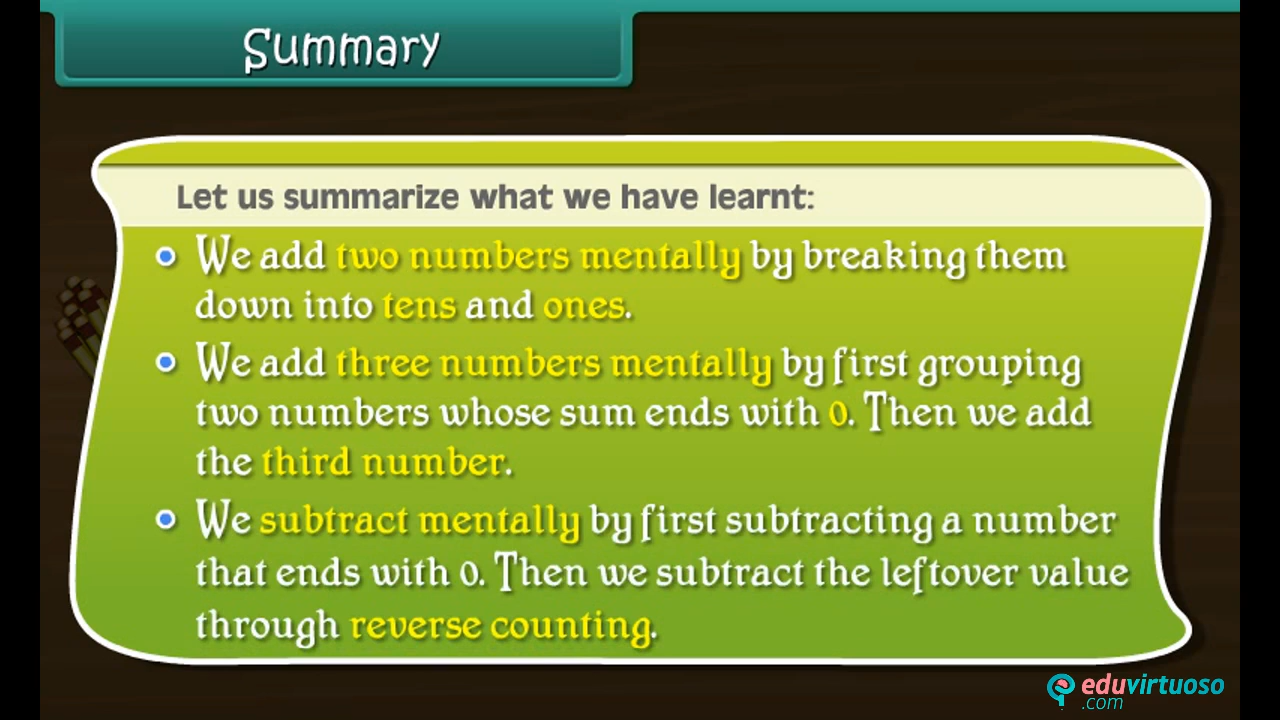 Summary
Let us summarize what we have learnt:
We add two numbers mentally by breaking them
down into tens and ones.
We add three numbers mentally by first grouping
two numbers whose sum ends with 0. Then we add
the third number.
We subtract mentally by first subtracting a number
that ends with 0. Then we subtract the leftover value
through reverse counting.
eduvirtuoso
.com